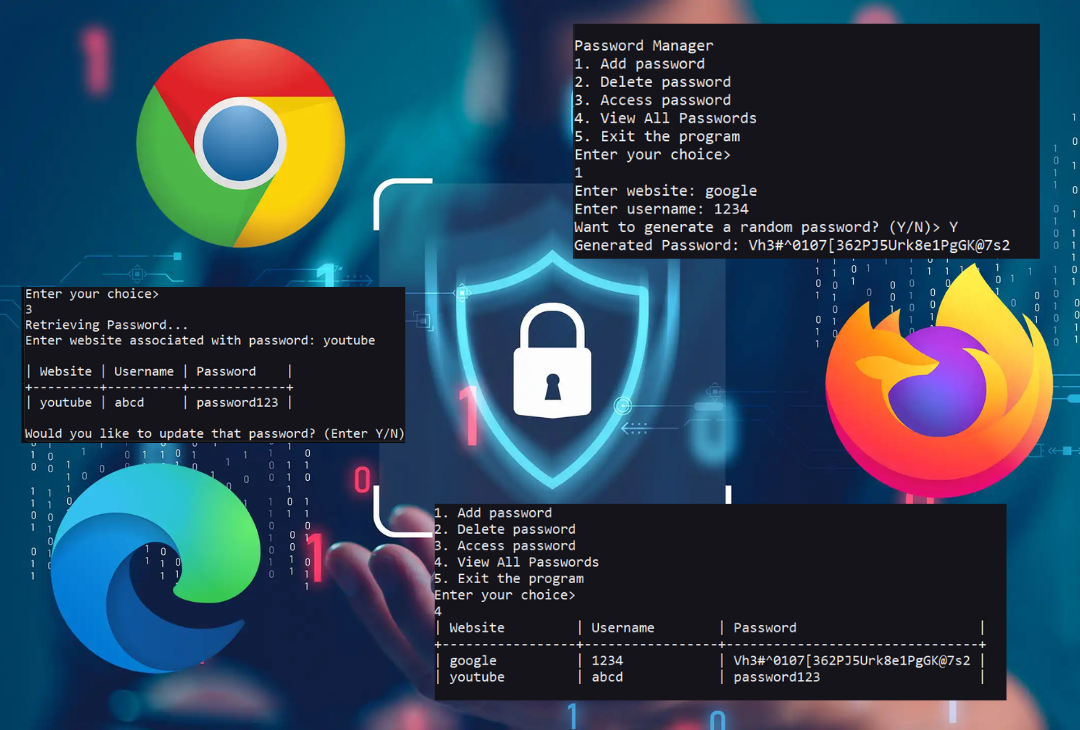 Password Manager
1. Add password
2. Delete password
3. Access password
4. View All Passwords
5. Exit the program
Enter your choice>
1
Enter website: google
Enter username: 1234
Want to generate a random password? (Y/N)> Y
Generated Password: Vh3#^0107[362PJ5Urk8e1PgGK@7s2
Enter your choice>
3
Retrieving Password...
Enter website associated with password: youtube
| Website | Username | Password |
+---------+----------+-------------+
| youtube | abcd | password123 |
Would you like to update that password? (Enter Y/N)
1. Add password
2. Delete password
3. Access password
4. View All Passwords
5. Exit the program
Enter your choice>
4
| Website | Username | Password |
+-----------------+-----------------+-------------------------------+
| google | 1234 | Vh3#^0107[362PJ5Urk8e1PgGK@7s2 |
| youtube | abcd | password123 |